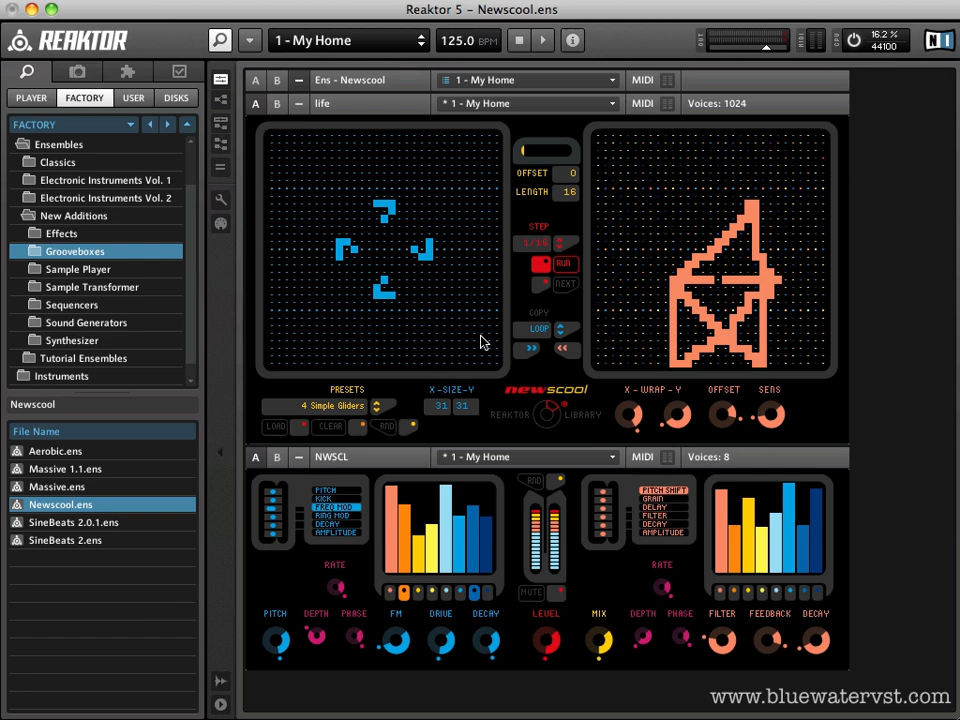 Reaktor 5 - Newscool.ens
REAKTOR
1 - My Home
125.0 BPM
OUT
MIDI
CPU
16.2 %
44100
NI
PLAYER
FACTORY
USER
DISKS
FACTORY
Ensembles
Classics
Electronic Instruments Vol. 1
Electronic Instruments Vol. 2
New Additions
Effects
Grooveboxes
Sample Player
Sample Transformer
Sequencers
Sound Generators
Synthesizer
Tutorial Ensembles
Instruments
Newscool
File Name
Aerobic.ens
Massive 1.1.ens
Massive.ens
Newscool.ens
SineBeats 2.0.1.ens
SineBeats 2.ens
A B Ens - Newscool 1 - My Home MIDI
A B life * 1 - My Home MIDI Voices: 1024
OFFSET 0
LENGTH 16
STEP
1/16
RUN
NEXT
COPY
LOOP
>> <<
PRESETS
4 Simple Gliders
LOAD CLEAR RND
X-SIZE-Y
31 31
newscool
REAKTOR LIBRARY
X-WRAP-Y OFFSET SENS
A B NWSCL * 1 - My Home MIDI Voices: 8
PITCH
KICK
FREQ MOD
RING MOD
DECAY
AMPLITUDE
RATE
RND
MUTE
PITCH SHIFT
GRAIN
DELAY
FILTER
DECAY
AMPLITUDE
RATE
PITCH DEPTH PHASE FM DRIVE DECAY LEVEL MIX DEPTH PHASE FILTER FEEDBACK DECAY
www.bluewatervst.com